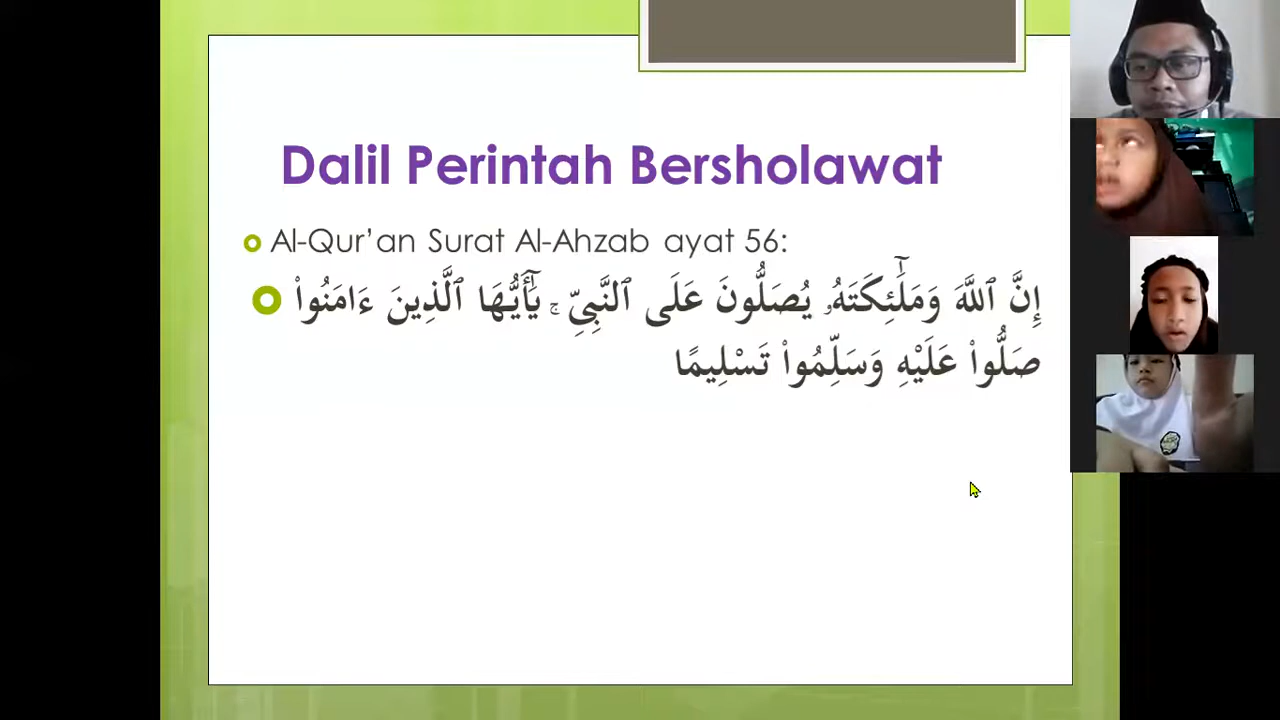 Dalil Perintah Bersholawat
Al-Qur’an Surat Al-Ahzab ayat 56:
إِنَّ ٱللَّهَ وَمَلَٰٓئِكَتَهُۥ يُصَلُّونَ عَلَى ٱلنَّبِىِّ ۚ يَٰٓأَيُّهَا ٱلَّذِينَ ءَامَنُوا۟
صَلُّوا۟ عَلَيْهِ وَسَلِّمُوا۟ تَسْلِيمًا